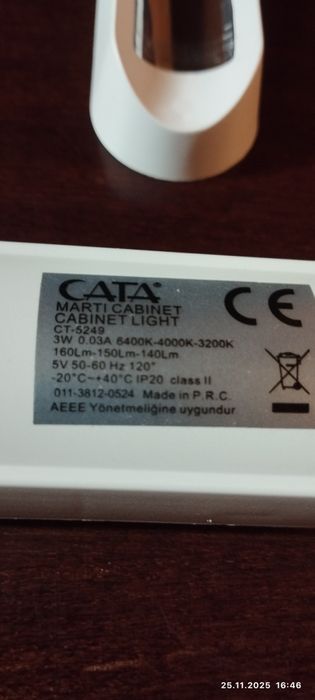 CATA
MARTI CABINET
CABINET LIGHT
CT-5249
3W 0.03A 6400K-4000K-3200K
160Lm-150Lm-140Lm
5V 50-60 Hz 120°
-20°C~+40°C IP20 class II
011-3812-0524 Made in P.R.C.
AEEE Yönetmeliğine uygundur
CE
25.11.2025 16:46